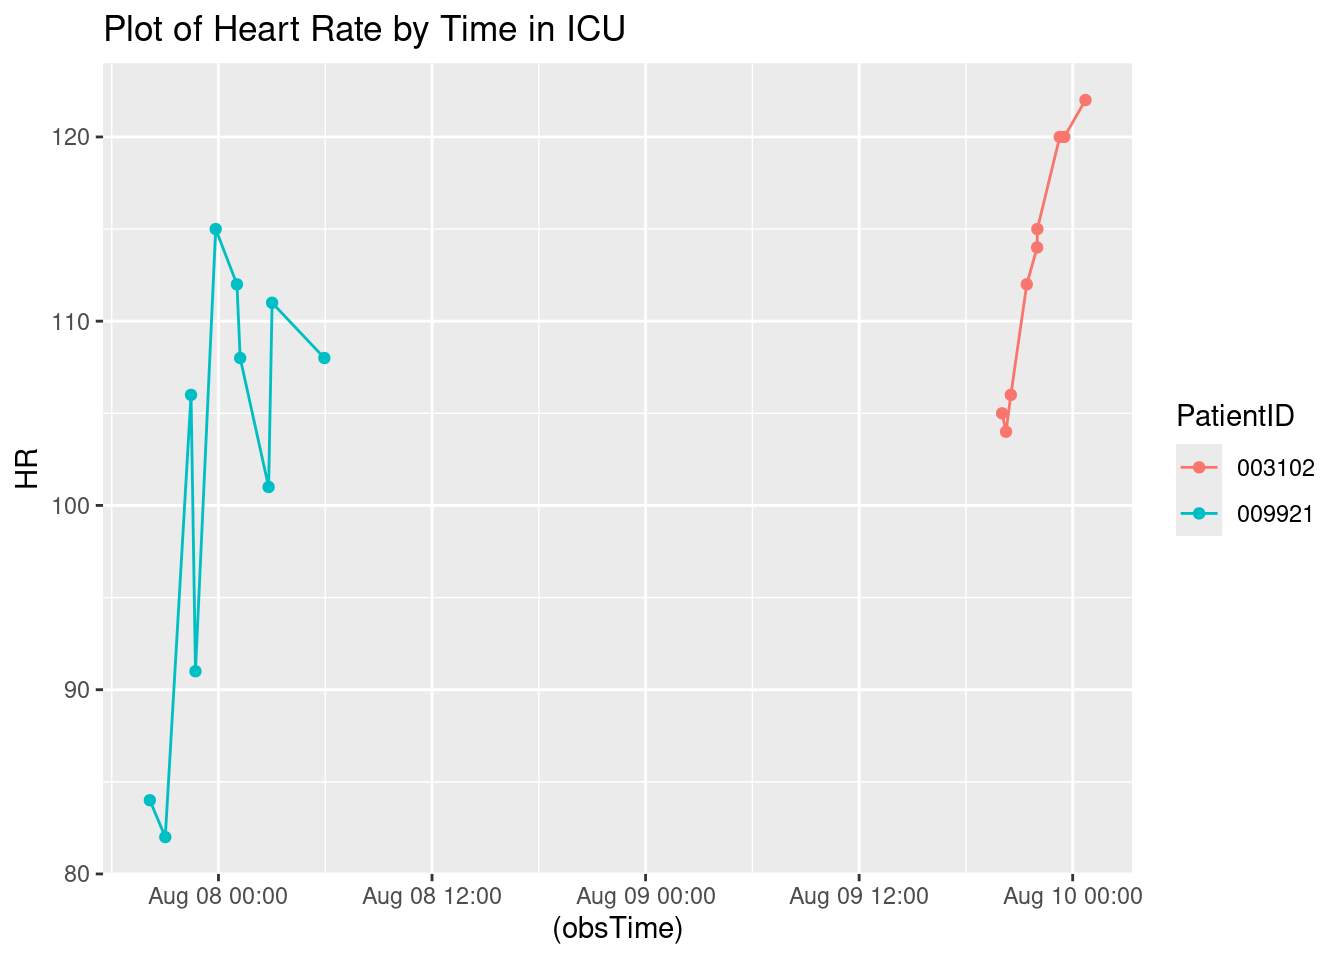 Plot of Heart Rate by Time in ICU
120
110
100
90
80
HR
Aug 08 00:00
Aug 08 12:00
Aug 09 00:00
Aug 09 12:00
Aug 10 00:00
(obsTime)
PatientID
003102
009921